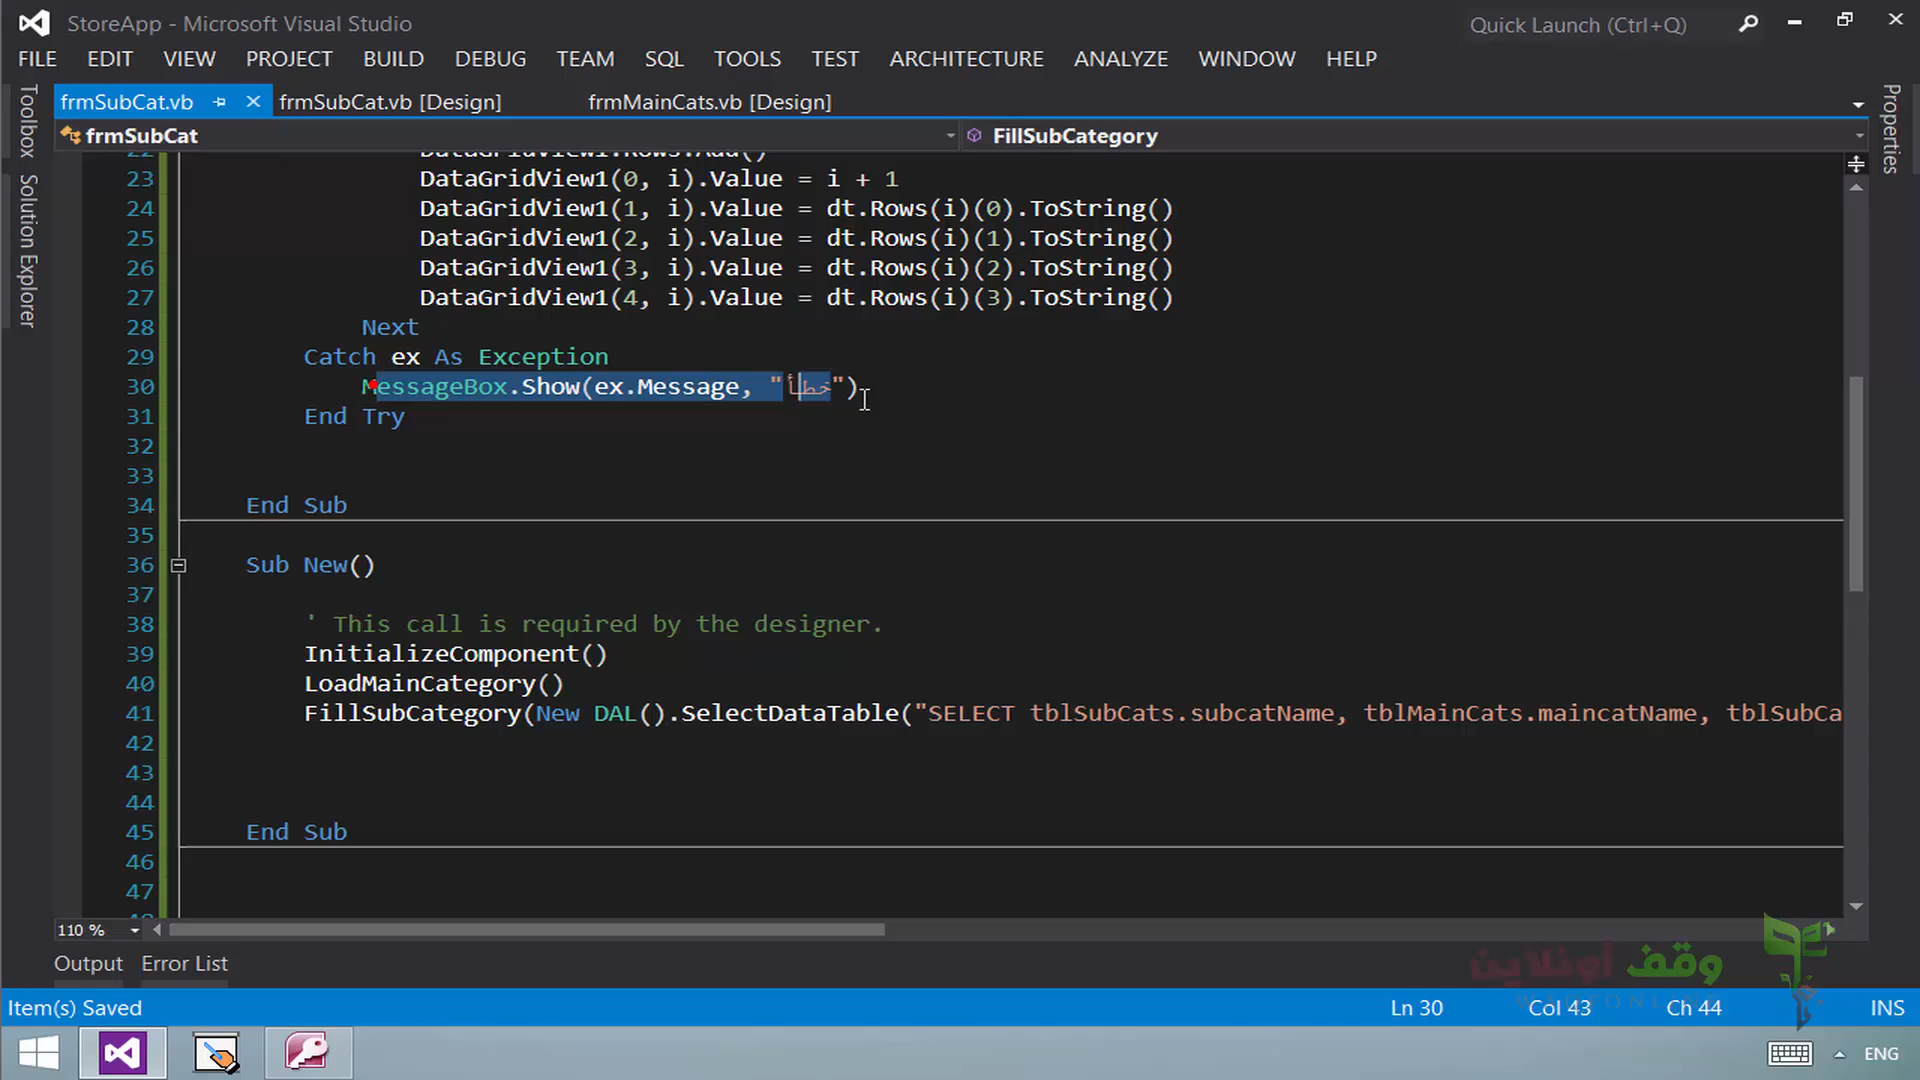 StoreApp - Microsoft Visual Studio
Quick Launch (Ctrl+Q)
FILE EDIT VIEW PROJECT BUILD DEBUG TEAM SQL TOOLS TEST ARCHITECTURE ANALYZE WINDOW HELP
frmSubCat.vb frmSubCat.vb [Design] frmMainCats.vb [Design]
Toolbox
Solution Explorer
Properties
frmSubCat FillSubCategory
22 DataGridView1.Rows.Add()
23 DataGridView1(0, i).Value = i + 1
24 DataGridView1(1, i).Value = dt.Rows(i)(0).ToString()
25 DataGridView1(2, i).Value = dt.Rows(i)(1).ToString()
26 DataGridView1(3, i).Value = dt.Rows(i)(2).ToString()
27 DataGridView1(4, i).Value = dt.Rows(i)(3).ToString()
28 Next
29 Catch ex As Exception
30 MessageBox.Show(ex.Message, "خطأ")
31 End Try
32
33
34 End Sub
35
36 Sub New()
37
38 ' This call is required by the designer.
39 InitializeComponent()
40 LoadMainCategory()
41 FillSubCategory(New DAL().SelectDataTable("SELECT tblSubCats.subcatName, tblMainCats.maincatName, tblSubCa
42
43
44
45 End Sub
46
47
110 %
Output Error List
وقف أونلاين
Item(s) Saved Ln 30 Col 43 Ch 44 INS
ENG